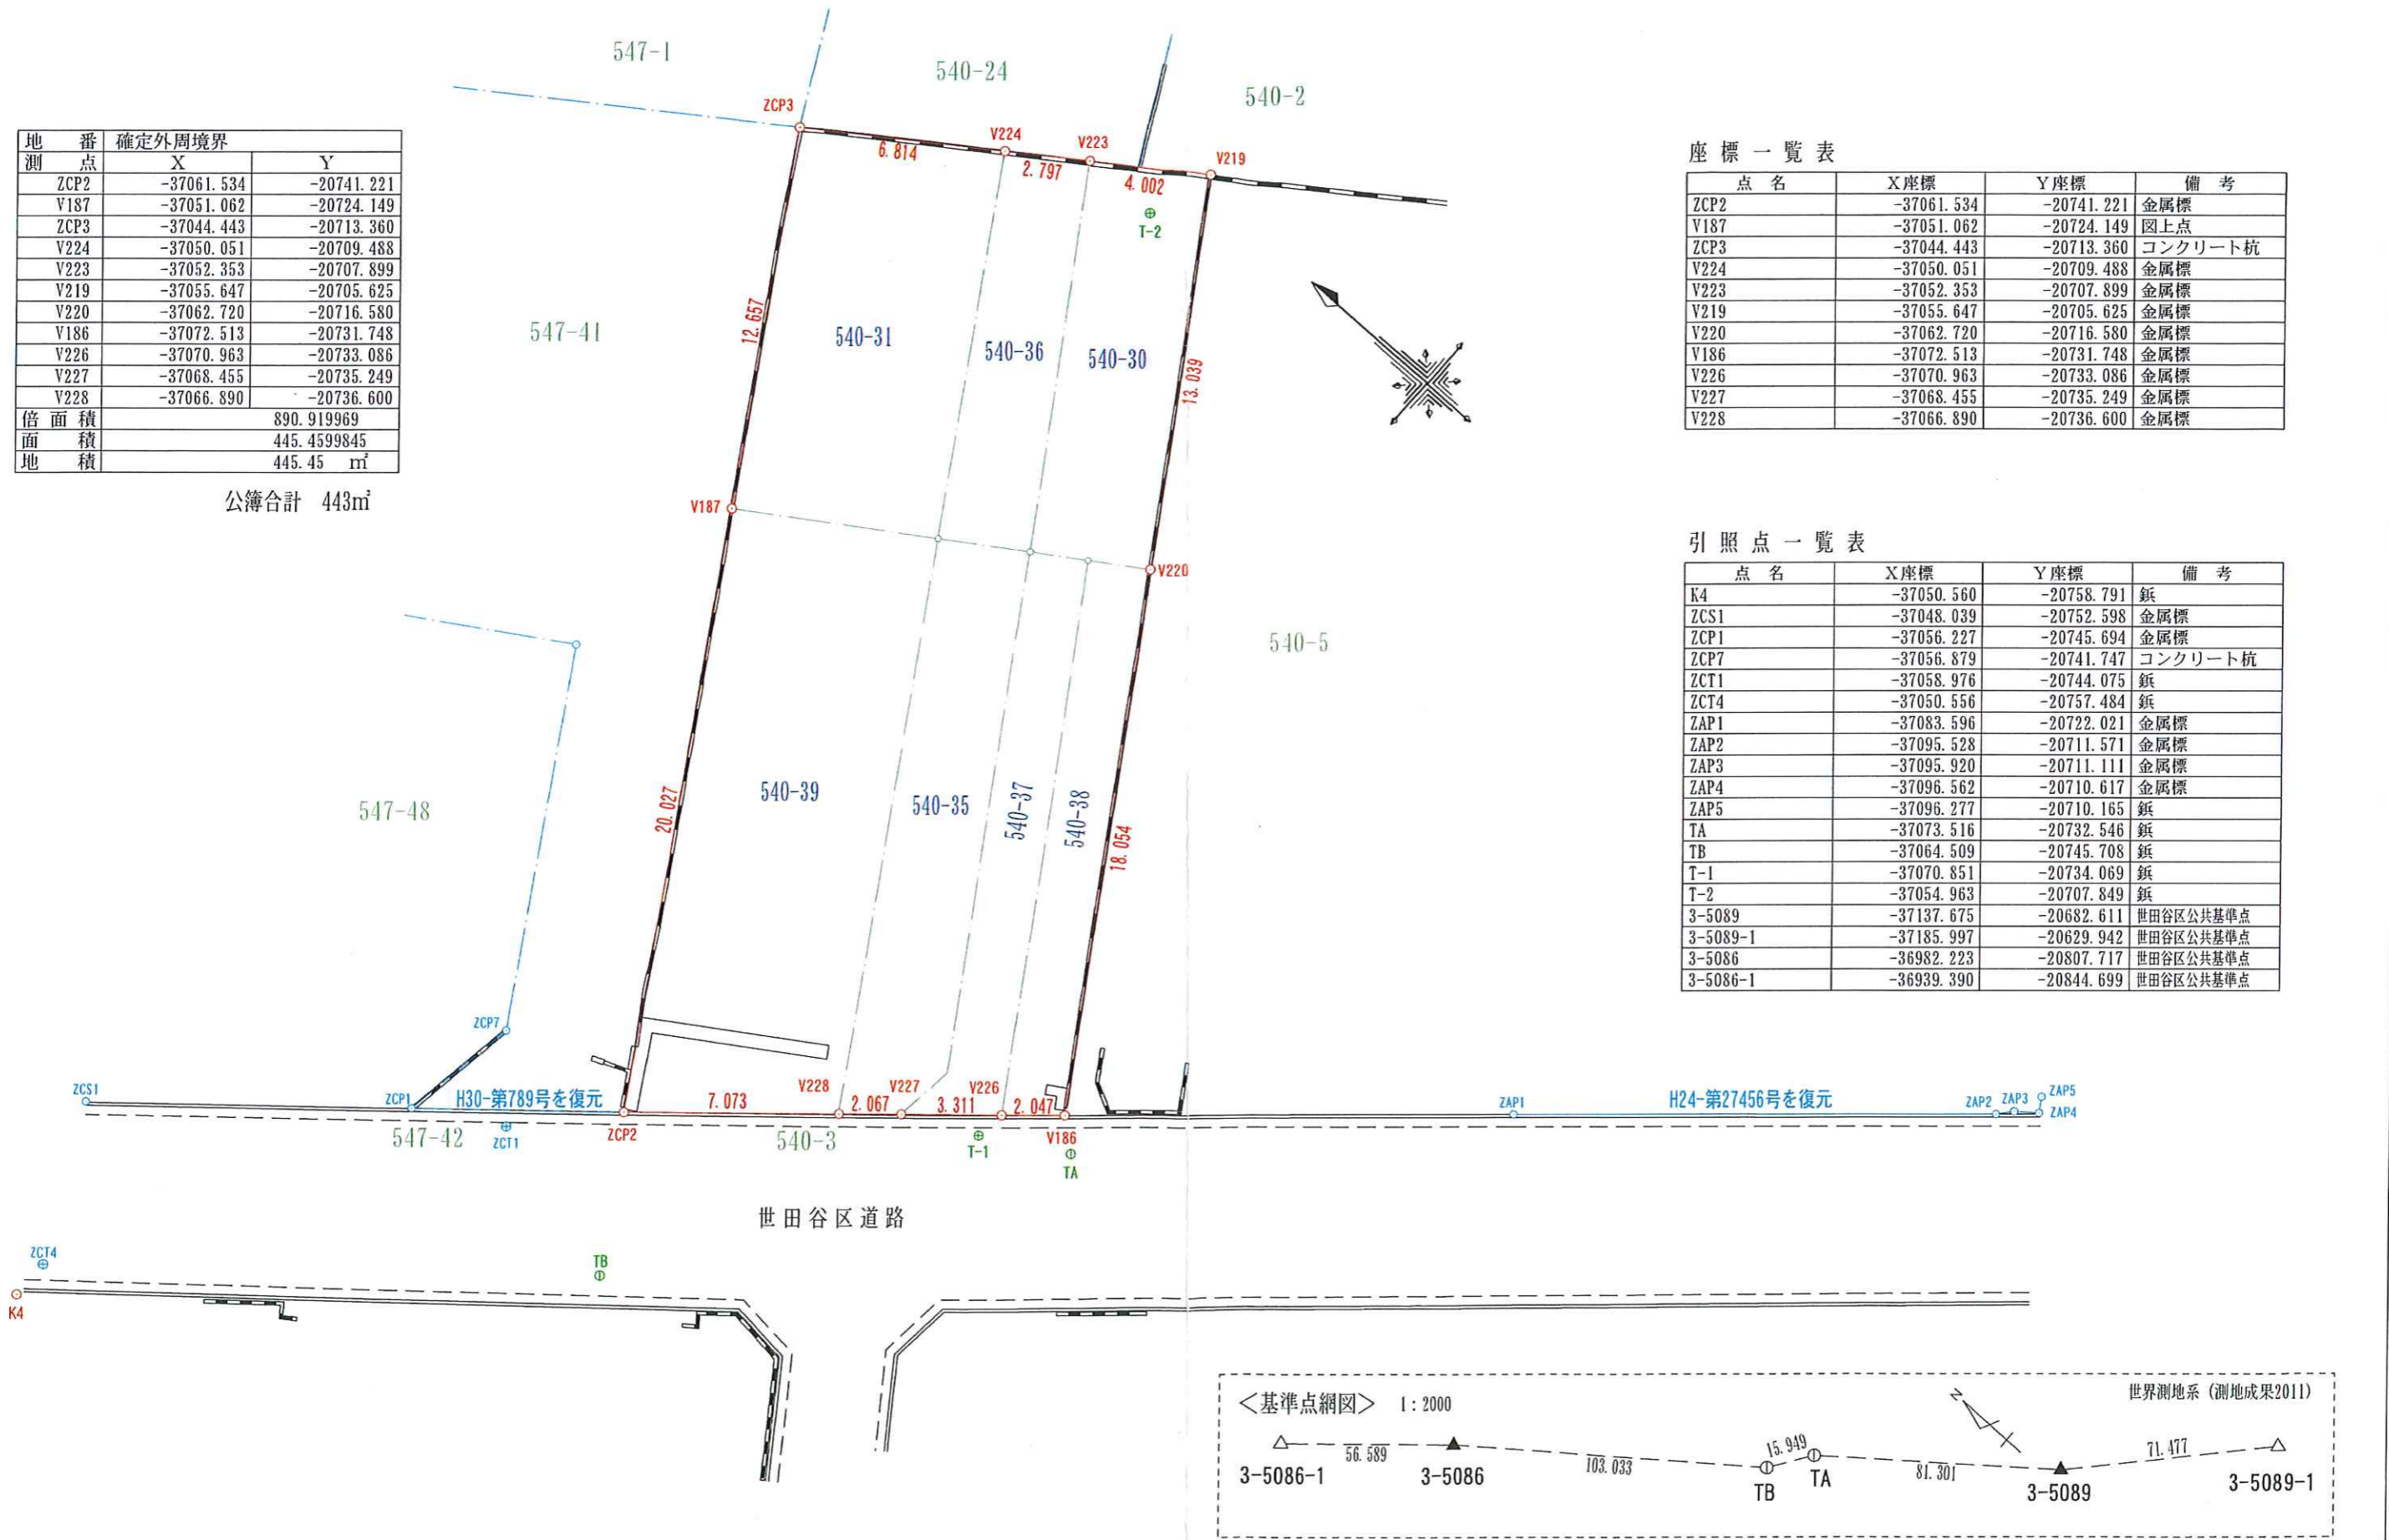 547-1
540-24
540-2
ZCP3
V224
V223
V219
6.814
2.797
4.002
T-2
地番 確定外周境界
測点 X Y
ZCP2 -37061.534 -20741.221
V187 -37051.062 -20724.149
ZCP3 -37044.443 -20713.360
V224 -37050.051 -20709.488
V223 -37052.353 -20707.899
V219 -37055.647 -20705.625
V220 -37062.720 -20716.580
V186 -37072.513 -20731.748
V226 -37070.963 -20733.086
V227 -37068.455 -20735.249
V228 -37066.890 -20736.600
倍面積 890.919969
面積 445.4599845
地積 445.45 ㎡
公簿合計 443㎡
座標一覧表
点名 X座標 Y座標 備考
ZCP2 -37061.534 -20741.221 金属標
V187 -37051.062 -20724.149 図上点
ZCP3 -37044.443 -20713.360 コンクリート杭
V224 -37050.051 -20709.488 金属標
V223 -37052.353 -20707.899 金属標
V219 -37055.647 -20705.625 金属標
V220 -37062.720 -20716.580 金属標
V186 -37072.513 -20731.748 金属標
V226 -37070.963 -20733.086 金属標
V227 -37068.455 -20735.249 金属標
V228 -37066.890 -20736.600 金属標
547-41
12.657
540-31
540-36
540-30
13.039
V187
V220
540-5
引照点一覧表
点名 X座標 Y座標 備考
K4 -37050.560 -20758.791 鋲
ZCS1 -37048.039 -20752.598 金属標
ZCP1 -37056.227 -20745.694 金属標
ZCP7 -37056.879 -20741.747 コンクリート杭
ZCT1 -37058.976 -20744.075 鋲
ZCT4 -37050.556 -20757.484 鋲
ZAP1 -37083.596 -20722.021 金属標
ZAP2 -37095.528 -20711.571 金属標
ZAP3 -37095.920 -20711.111 金属標
ZAP4 -37096.562 -20710.617 金属標
ZAP5 -37096.277 -20710.165 鋲
TA -37073.516 -20732.546 鋲
TB -37064.509 -20745.708 鋲
T-1 -37070.851 -20734.069 鋲
T-2 -37054.963 -20707.849 鋲
3-5089 -37137.675 -20682.611 世田谷区公共基準点
3-5089-1 -37185.997 -20629.942 世田谷区公共基準点
3-5086 -36982.223 -20807.717 世田谷区公共基準点
3-5086-1 -36939.390 -20844.699 世田谷区公共基準点
547-48
20.027
540-39
540-35
540-37
540-38
18.054
ZCP7
ZCS1
ZCP1
H30-第789号を復元
7.073
V228
2.067
V227
3.311
V226
2.047
ZAP1
H24-第27456号を復元
ZAP2
ZAP3
ZAP5
ZAP4
547-42
ZCT1
ZCP2
540-3
T-1
V186
TA
世田谷区道路
ZCT4
TB
K4
<基準点網図> 1:2000
世界測地系(測地成果2011)
N
3-5086-1
56.589
3-5086
103.033
TB
15.949
TA
81.301
3-5089
71.477
3-5089-1